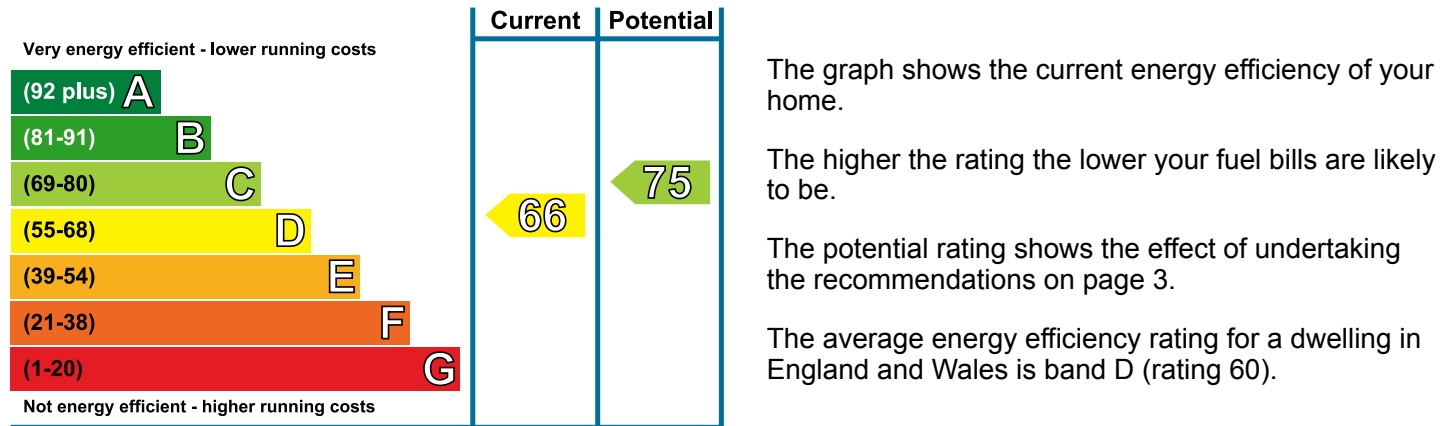 Current Potential
Very energy efficient - lower running costs
(92 plus) A
(81-91) B
(69-80) C
(55-68) D
(39-54) E
(21-38) F
(1-20) G
Not energy efficient - higher running costs
66
75
The graph shows the current energy efficiency of your
home.
The higher the rating the lower your fuel bills are likely
to be.
The potential rating shows the effect of undertaking
the recommendations on page 3.
The average energy efficiency rating for a dwelling in
England and Wales is band D (rating 60).